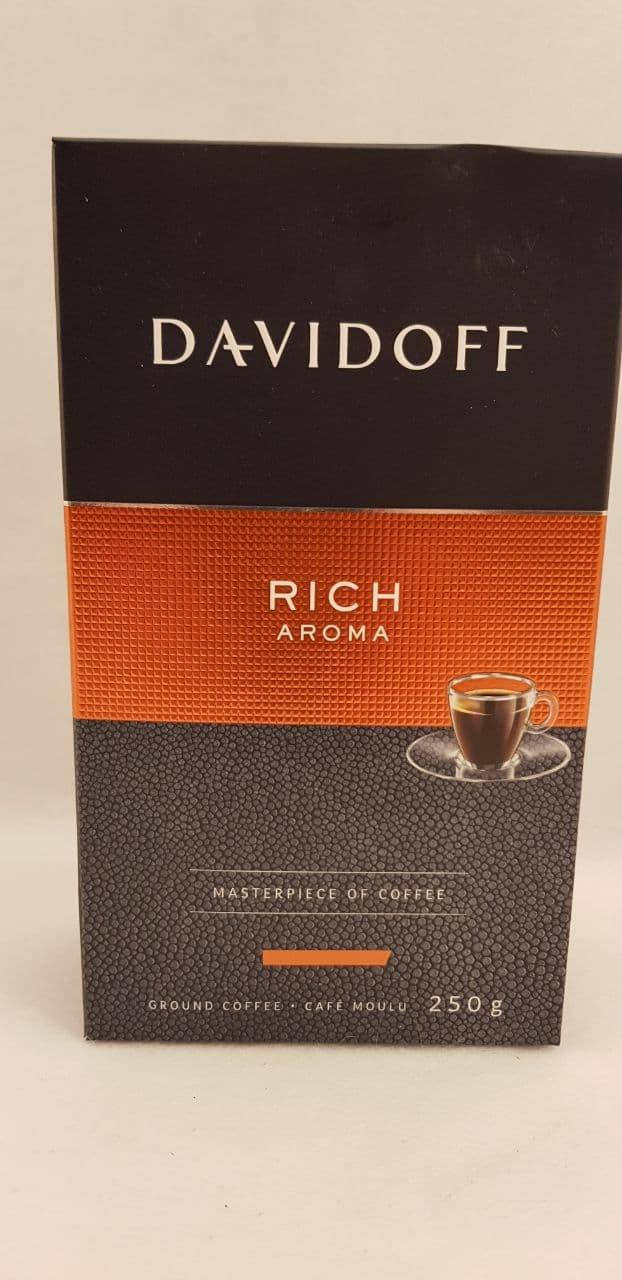 DAVIDOFF
RICH
AROMA
MASTERPIECE OF COFFEE
GROUND COFFEE • CAFÉ MOULU 250g